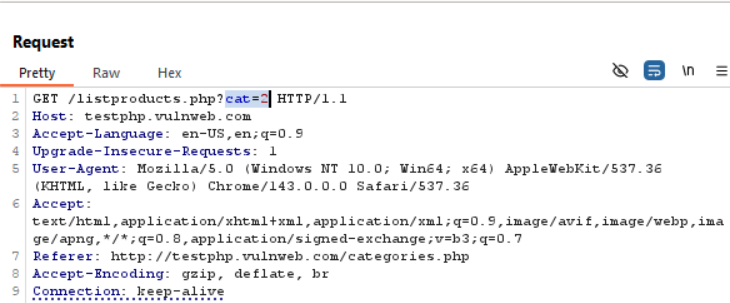 Request
Pretty Raw Hex \n
1 GET /listproducts.php?cat=2 HTTP/1.1
2 Host: testphp.vulnweb.com
3 Accept-Language: en-US,en;q=0.9
4 Upgrade-Insecure-Requests: 1
5 User-Agent: Mozilla/5.0 (Windows NT 10.0; Win64; x64) AppleWebKit/537.36
(KHTML, like Gecko) Chrome/143.0.0.0 Safari/537.36
6 Accept:
text/html,application/xhtml+xml,application/xml;q=0.9,image/avif,image/webp,ima
ge/apng,*/*;q=0.8,application/signed-exchange;v=b3;q=0.7
7 Referer: http://testphp.vulnweb.com/categories.php
8 Accept-Encoding: gzip, deflate, br
9 Connection: keep-alive